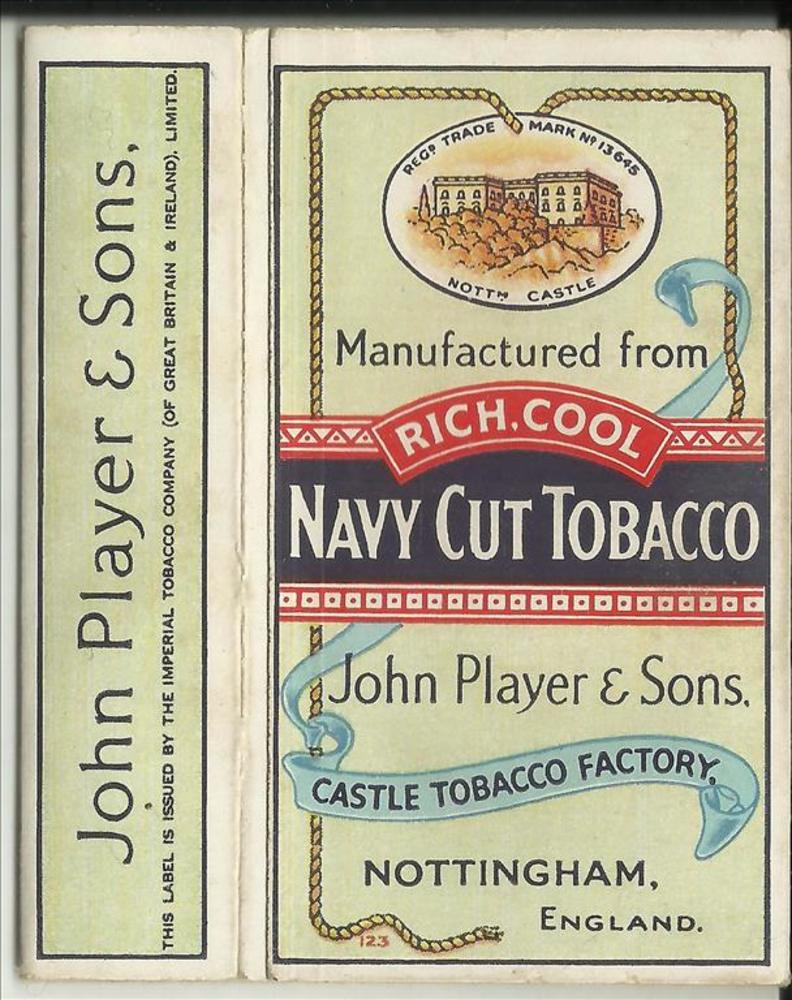 John Player & Sons,
THIS LABEL IS ISSUED BY THE IMPERIAL TOBACCO COMPANY (OF GREAT BRITAIN & IRELAND), LIMITED.
REGD TRADE MARK No 13645
NOTTM CASTLE
Manufactured from
RICH, COOL
NAVY CUT TOBACCO
John Player & Sons.
CASTLE TOBACCO FACTORY,
NOTTINGHAM,
ENGLAND.
123